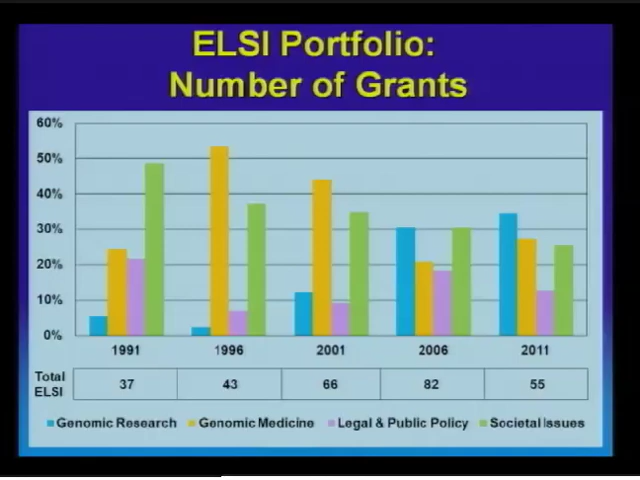 ELSI Portfolio:
Number of Grants
60%
50%
40%
30%
20%
10%
0%
1991 1996 2001 2006 2011
Total ELSI 37 43 66 82 55
Genomic Research Genomic Medicine Legal & Public Policy Societal Issues